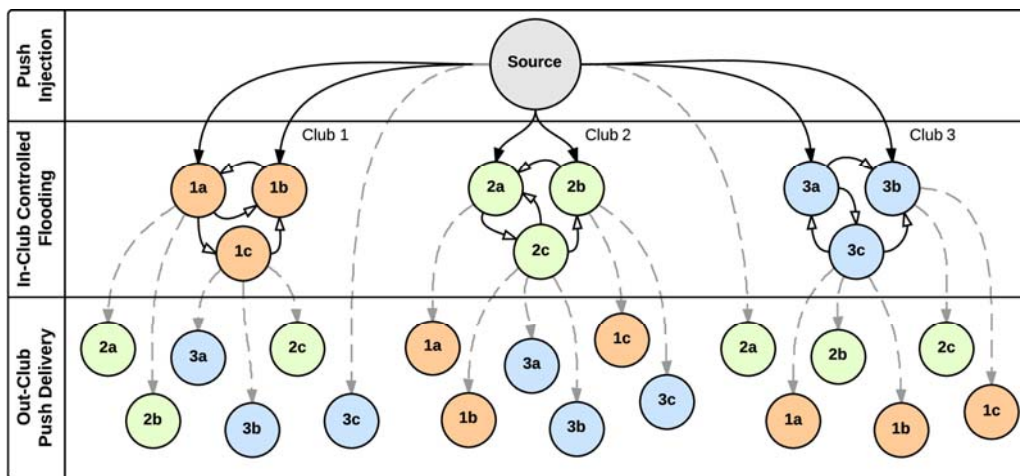 Push
Injection
Source
In-Club Controlled
Flooding
Club 1
Club 2
Club 3
1a
1b
1c
2a
2b
2c
3a
3b
3c
Out-Club
Push Delivery
2a
2b
3a
3b
2c
3c
1a
1b
3a
3b
1c
3c
2a
1a
2b
1b
2c
1c